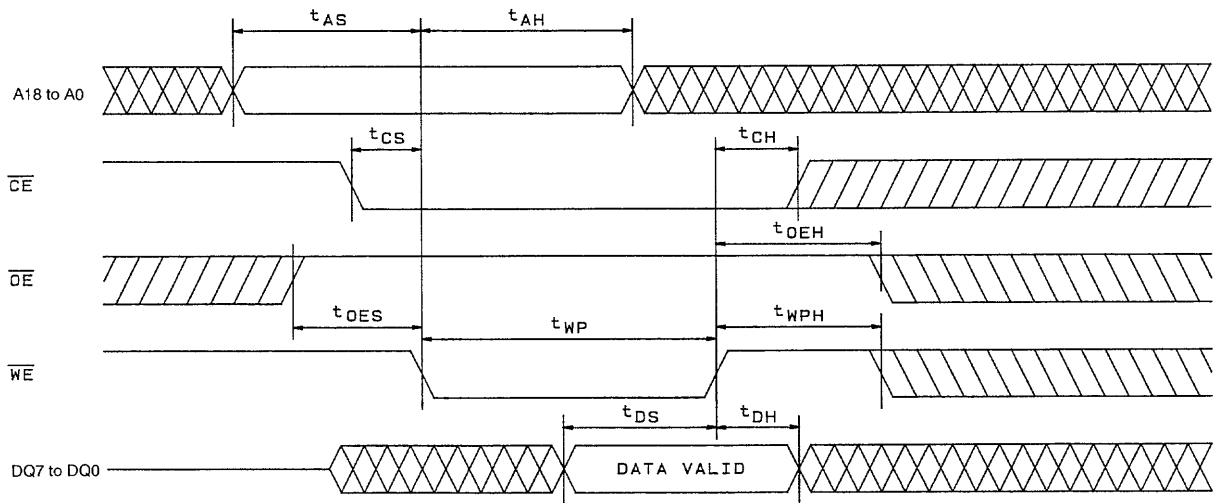 tAS tAH
A18 to A0
tCS tCH
CE
tOEH
OE
tOES tWP tWPH
WE
tDS tDH
DQ7 to DQ0 DATA VALID